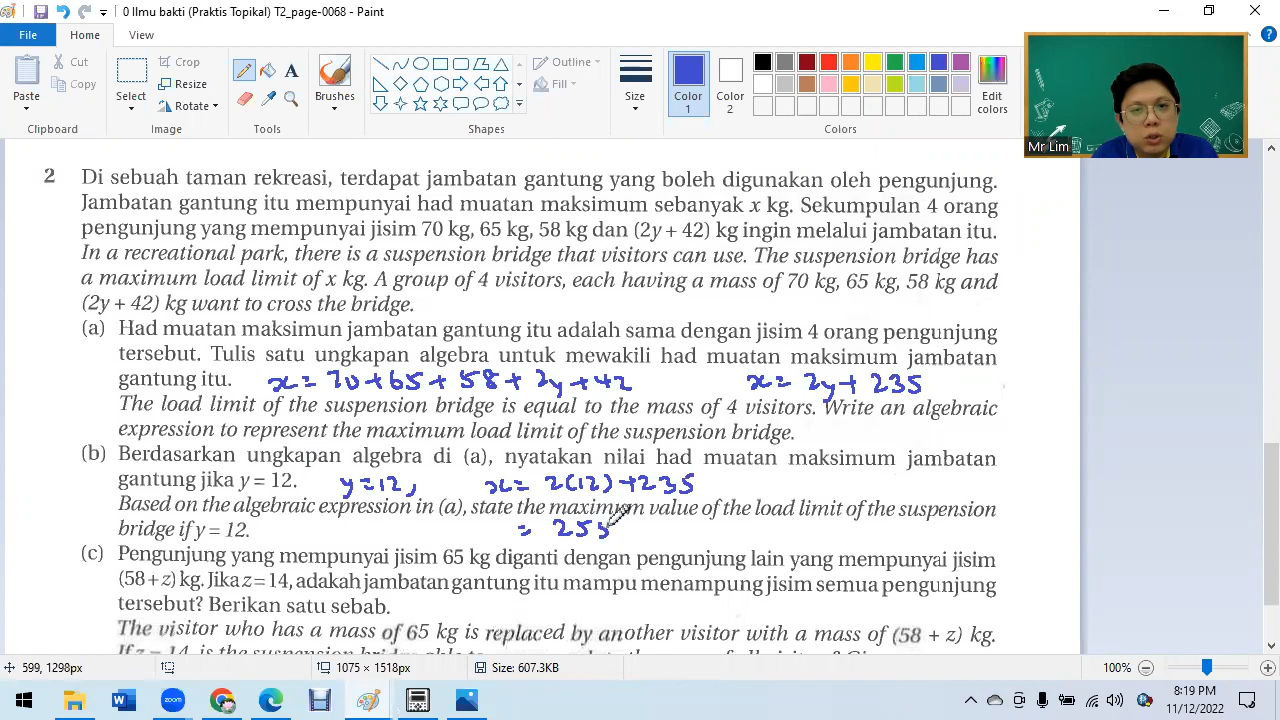 0 Ilmu bakti (Praktis Topikal) T2_page-0068 - Paint
File Home View
Paste Cut Copy Clipboard
Select Crop Resize Rotate Image
Tools
Brushes
Outline Fill Shapes
Size
Color 1 Color 2 Edit colors Colors
Mr Lim
2 Di sebuah taman rekreasi, terdapat jambatan gantung yang boleh digunakan oleh pengunjung.
Jambatan gantung itu mempunyai had muatan maksimum sebanyak x kg. Sekumpulan 4 orang
pengunjung yang mempunyai jisim 70 kg, 65 kg, 58 kg dan (2y + 42) kg ingin melalui jambatan itu.
In a recreational park, there is a suspension bridge that visitors can use. The suspension bridge has
a maximum load limit of x kg. A group of 4 visitors, each having a mass of 70 kg, 65 kg, 58 kg and
(2y + 42) kg want to cross the bridge.
(a) Had muatan maksimun jambatan gantung itu adalah sama dengan jisim 4 orang pengunjung
tersebut. Tulis satu ungkapan algebra untuk mewakili had muatan maksimum jambatan
gantung itu. x = 70 + 65 + 58 + 2y + 42 x = 2y + 235
The load limit of the suspension bridge is equal to the mass of 4 visitors. Write an algebraic
expression to represent the maximum load limit of the suspension bridge.
(b) Berdasarkan ungkapan algebra di (a), nyatakan nilai had muatan maksimum jambatan
gantung jika y = 12. y = 12, x = 2(12) + 235
Based on the algebraic expression in (a), state the maximum value of the load limit of the suspension
bridge if y = 12. = 255
(c) Pengunjung yang mempunyai jisim 65 kg diganti dengan pengunjung lain yang mempunyai jisim
(58 + z) kg. Jika z = 14, adakah jambatan gantung itu mampu menampung jisim semua pengunjung
tersebut? Berikan satu sebab.
The visitor who has a mass of 65 kg is replaced by another visitor with a mass of (58 + z) kg.
If z = 14, is the suspension bridge
599, 1298px 1075 × 1518px Size: 607.3KB 100%
8:19 PM
11/12/2022